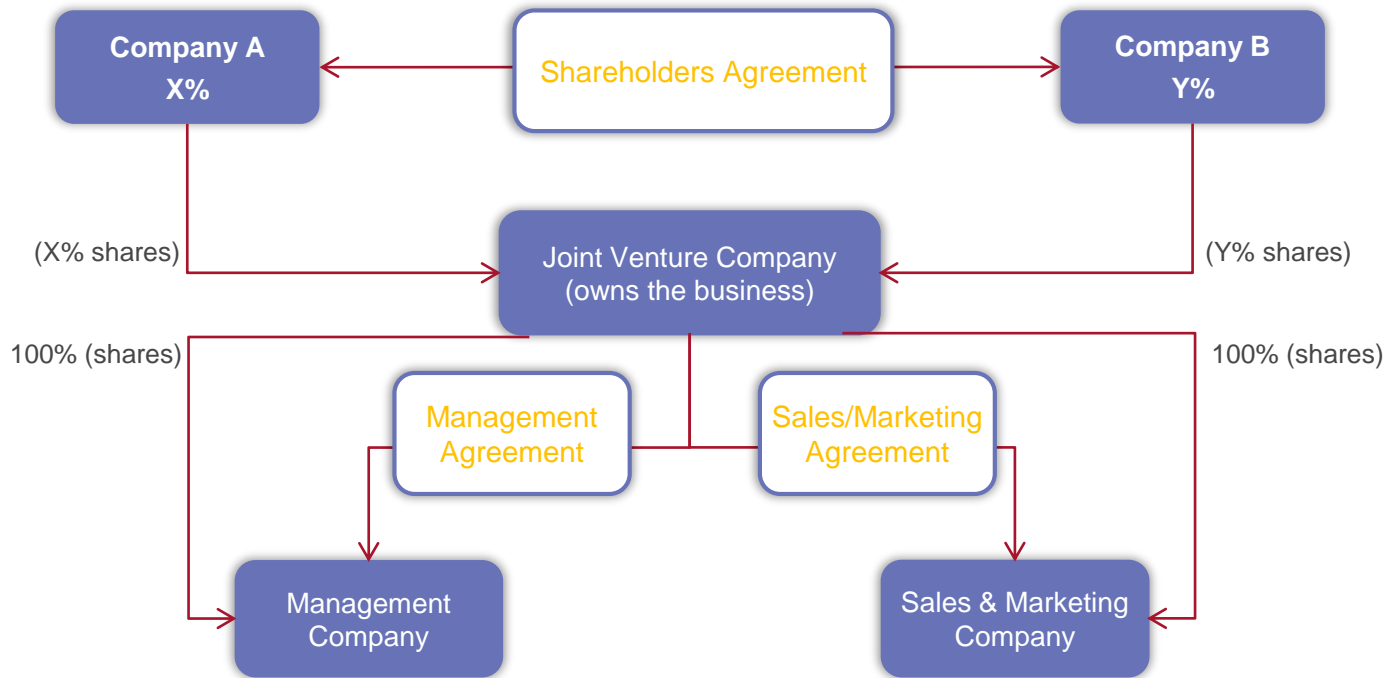 Company A
X%
Shareholders Agreement
Company B
Y%
(X% shares)
Joint Venture Company
(owns the business)
(Y% shares)
100% (shares)
100% (shares)
Management
Agreement
Sales/Marketing
Agreement
Management
Company
Sales & Marketing
Company